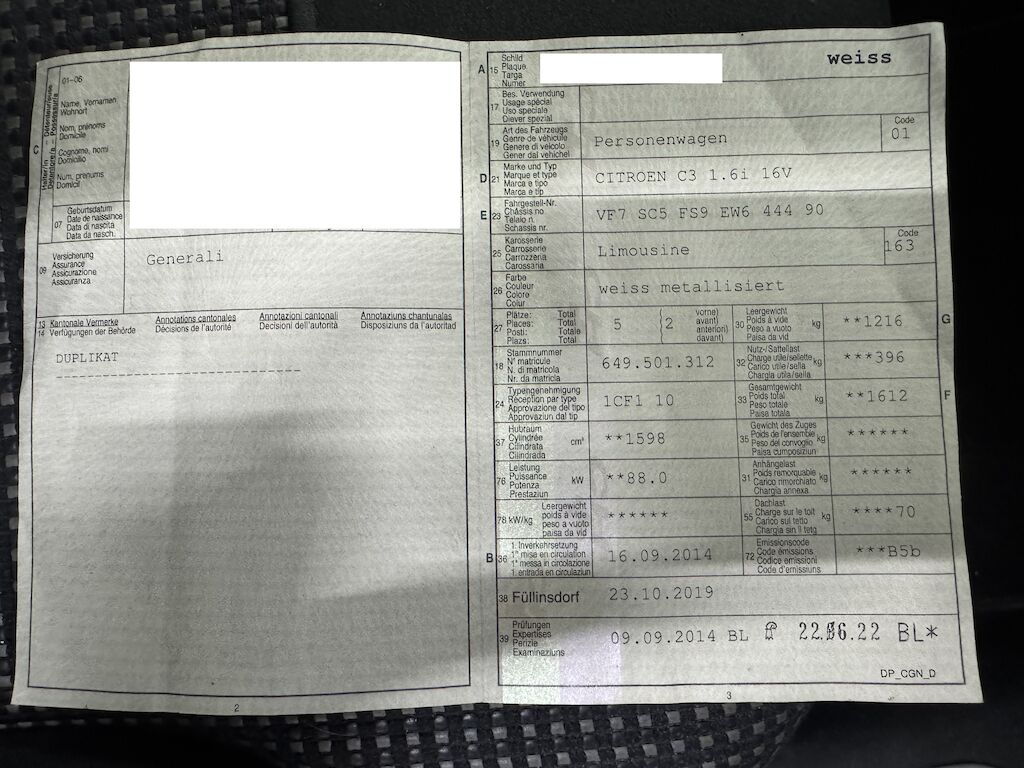 01-06
C
Halter/in – Détenteur/trice
Detentore/a – Possessur/a
Name, Vornamen
Wohnort
Nom, prénoms
Domicile
Cognome, nomi
Domicilio
Num, prenums
Domicil
07
Geburtsdatum
Date de naissance
Data di nascita
Data da nasch.
09
Versicherung
Assurance
Assicurazione
Assicuranza
Generali
13 Kantonale Vermerke Annotations cantonales Annotazioni cantonali Annotaziuns chantunalas
14 Verfügungen der Behörde Décisions de l'autorité Decisioni dell'autorità Disposiziuns da l'autoritad
DUPLIKAT
2
A 15
Schild
Plaque
Targa
Numer
weiss
17
Bes. Verwendung
Usage spécial
Uso speciale
Diever spezial
19
Art des Fahrzeugs
Genre de véhicule
Genere di veicolo
Gener dal vehichel
Personenwagen
Code
01
D 21
Marke und Typ
Marque et type
Marca e tipo
Marca e tip
CITROEN C3 1.6i 16V
E 23
Fahrgestell-Nr.
Châssis no
Telaio n.
Schassis nr.
VF7 SC5 FS9 EW6 444 90
25
Karosserie
Carrosserie
Carrozzeria
Carossaria
Limousine
Code
163
26
Farbe
Couleur
Colore
Colur
weiss metallisiert
27
Plätze: Total
Places: Total
Posti: Totale
Plazs: Total
5 (2
vorne)
avant)
anteriori)
davant)
30
Leergewicht
Poids à vide
Peso a vuoto
Paisa da vid
kg
**1216
G
18
Stammnummer
N° matricule
N. di matricola
Nr. da matricla
649.501.312
32
Nutz-/Sattellast
Charge utile/sellette
Carico utile/sella
Chargia utila/sella
kg
***396
24
Typengenehmigung
Réception par type
Approvazione del tipo
Approvaziun dal tip
1CF1 10
33
Gesamtgewicht
Poids total
Peso totale
Paisa totala
kg
**1612
F
37
Hubraum
Cylindrée
Cilindrata
Cilindrada
cm³
**1598
35
Gewicht des Zuges
Poids de l'ensemble
Peso del convoglio
Paisa cumposiziun
kg
******
76
Leistung
Puissance
Potenza
Prestaziun
kW
**88.0
31
Anhängelast
Poids remorquable
Carico rimorchiato
Chargia annexa
kg
******
78 kW/kg
Leergewicht
poids à vide
peso a vuoto
paisa da vid
******
55
Dachlast
Charge sur le toit
Carico sul tetto
Chargia sin il tetg
kg
****70
B 36
1. Inverkehrsetzung
1re mise en circulation
1a messa in circolazione
1. entrada en circulaziun
16.09.2014
72
Emissionscode
Code émissions
Codice emissioni
Code d'emissiuns
***B5b
38 Füllinsdorf 23.10.2019
39
Prüfungen
Expertises
Perizie
Examinaziuns
09.09.2014 BL 22.06.22 BL*
DP_CGN_D
3